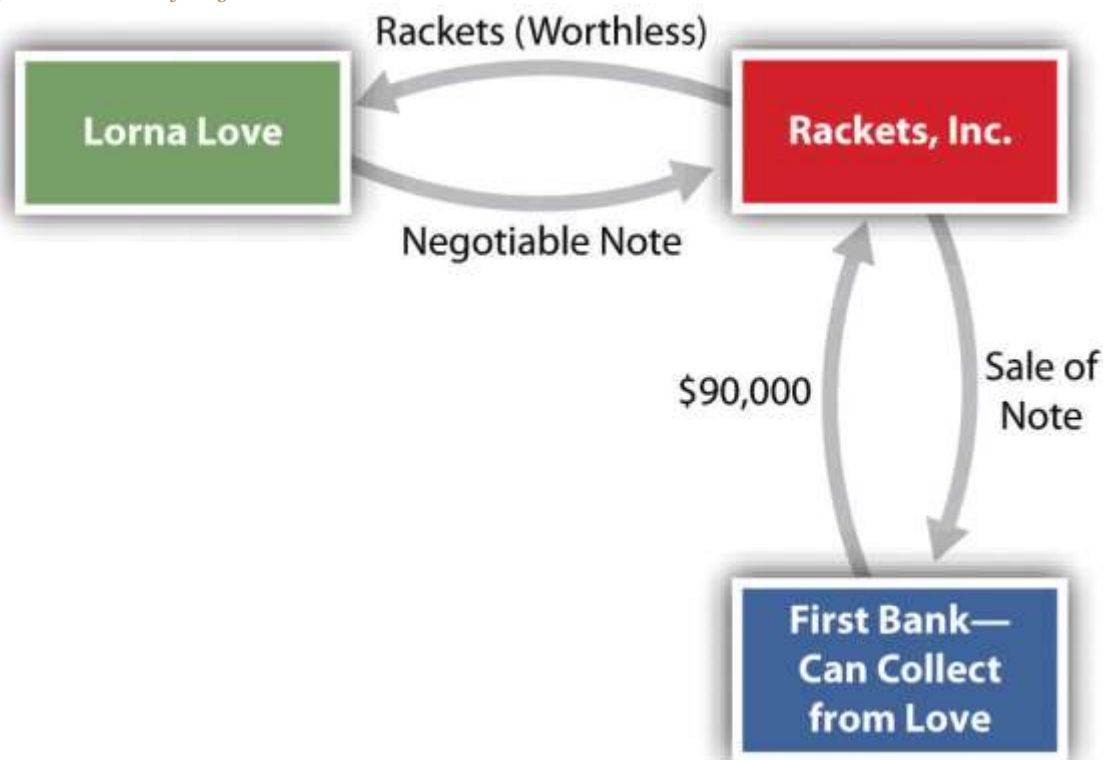 Rackets (Worthless)
Lorna Love
Rackets, Inc.
Negotiable Note
$90,000
Sale of
Note
First Bank—
Can Collect
from Love